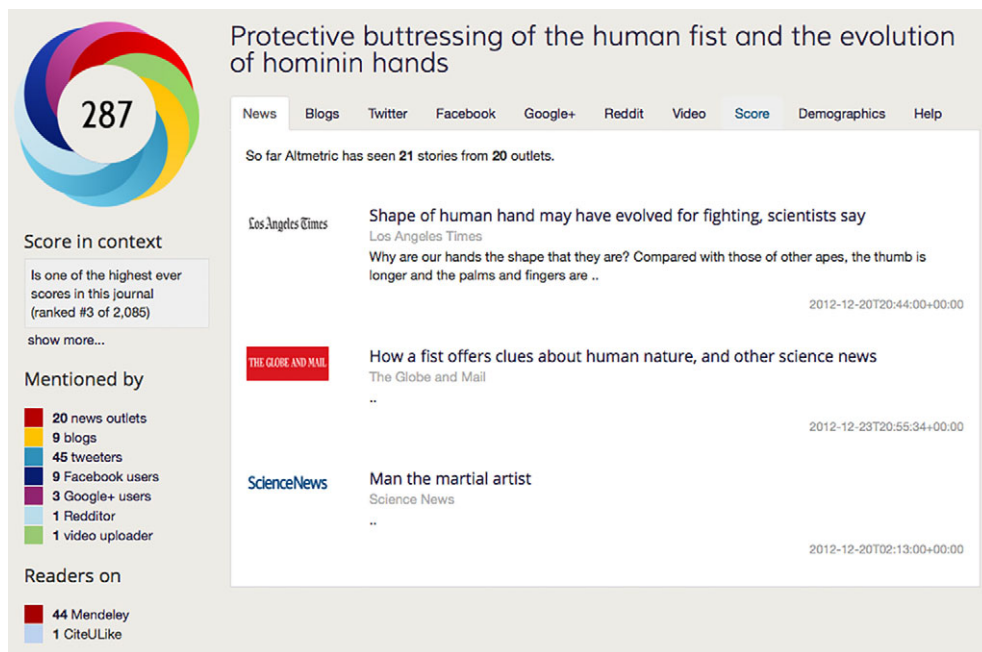 287
Protective buttressing of the human fist and the evolution
of hominin hands
News Blogs Twitter Facebook Google+ Reddit Video Score Demographics Help
So far Altmetric has seen 21 stories from 20 outlets.
Los Angeles Times
Shape of human hand may have evolved for fighting, scientists say
Los Angeles Times
Why are our hands the shape that they are? Compared with those of other apes, the thumb is
longer and the palms and fingers are ..
2012-12-20T20:44:00+00:00
THE GLOBE AND MAIL
How a fist offers clues about human nature, and other science news
The Globe and Mail
..
2012-12-23T20:55:34+00:00
ScienceNews
Man the martial artist
Science News
..
2012-12-20T02:13:00+00:00
Score in context
Is one of the highest ever
scores in this journal
(ranked #3 of 2,085)
show more...
Mentioned by
20 news outlets
9 blogs
45 tweeters
9 Facebook users
3 Google+ users
1 Redditor
1 video uploader
Readers on
44 Mendeley
1 CiteULike